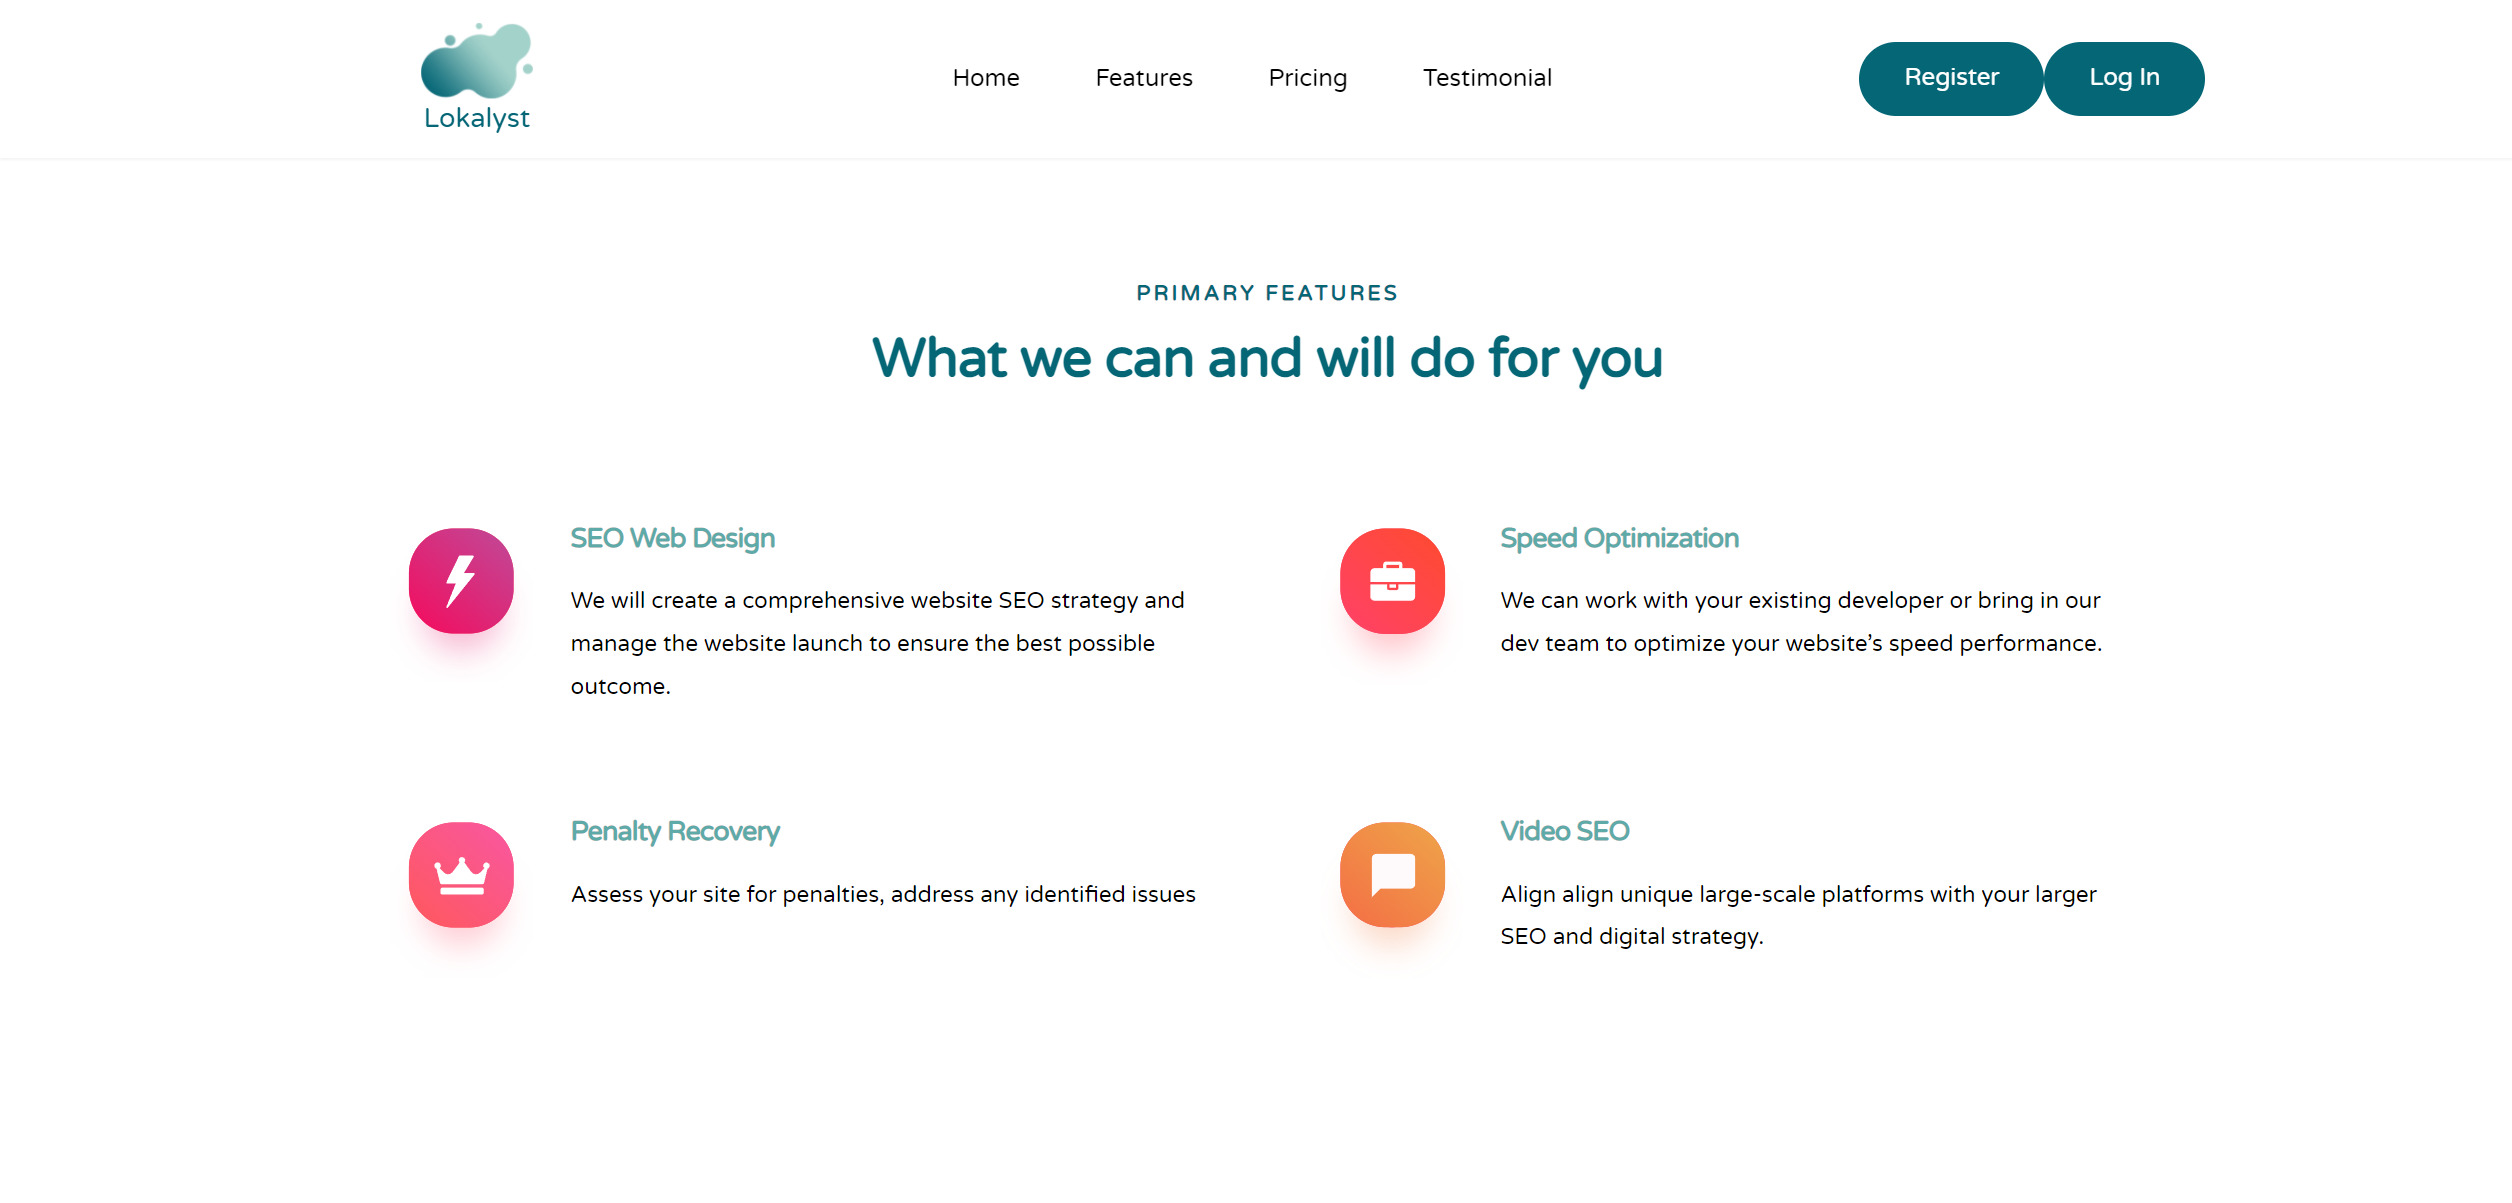 Lokalyst
Home
Features
Pricing
Testimonial
Register
Log In
PRIMARY FEATURES
What we can and will do for you
SEO Web Design
We will create a comprehensive website SEO strategy and
manage the website launch to ensure the best possible
outcome.
Speed Optimization
We can work with your existing developer or bring in our
dev team to optimize your website’s speed performance.
Penalty Recovery
Assess your site for penalties, address any identified issues
Video SEO
Align align unique large-scale platforms with your larger
SEO and digital strategy.